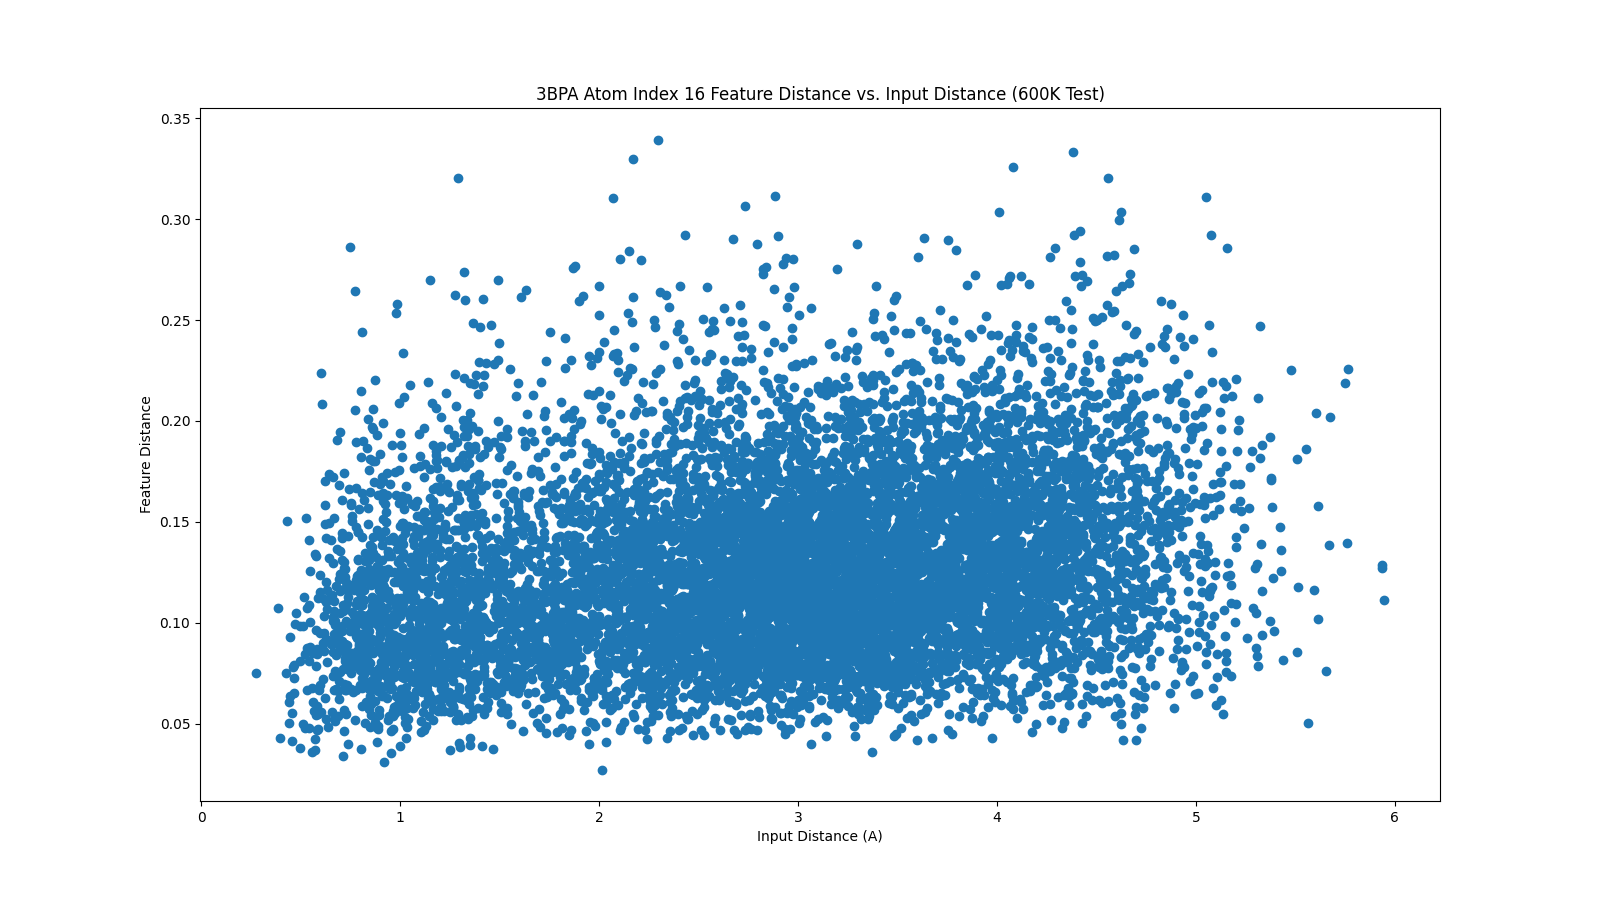 3BPA Atom Index 16 Feature Distance vs. Input Distance (600K Test)
0.35
0.30
0.25
0.20
0.15
0.10
0.05
Feature Distance
0 1 2 3 4 5 6
Input Distance (A)